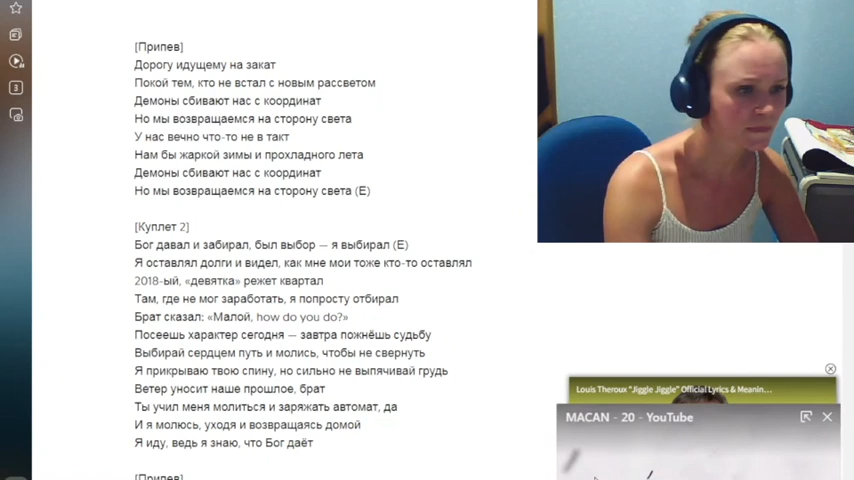 [Припев]
Дорогу идущему на закат
Покой тем, кто не встал с новым рассветом
Демоны сбивают нас с координат
Но мы возвращаемся на сторону света
У нас вечно что-то не в такт
Нам бы жаркой зимы и прохладного лета
Демоны сбивают нас с координат
Но мы возвращаемся на сторону света (Е)
[Куплет 2]
Бог давал и забирал, был выбор — я выбирал (Е)
Я оставлял долги и видел, как мне мои тоже кто-то оставлял
2018-ый, «девятка» режет квартал
Там, где не мог заработать, я попросту отбирал
Брат сказал: «Малой, how do you do?»
Посеешь характер сегодня — завтра пожнёшь судьбу
Выбирай сердцем путь и молись, чтобы не свернуть
Я прикрываю твою спину, но сильно не выпячивай грудь
Ветер уносит наше прошлое, брат
Ты учил меня молиться и заряжать автомат, да
И я молюсь, уходя и возвращаясь домой
Я иду, ведь я знаю, что Бог даёт
[Припев]
3
Louis Theroux "Jiggle Jiggle" Official Lyrics & Meanin...
MACAN - 20 - YouTube